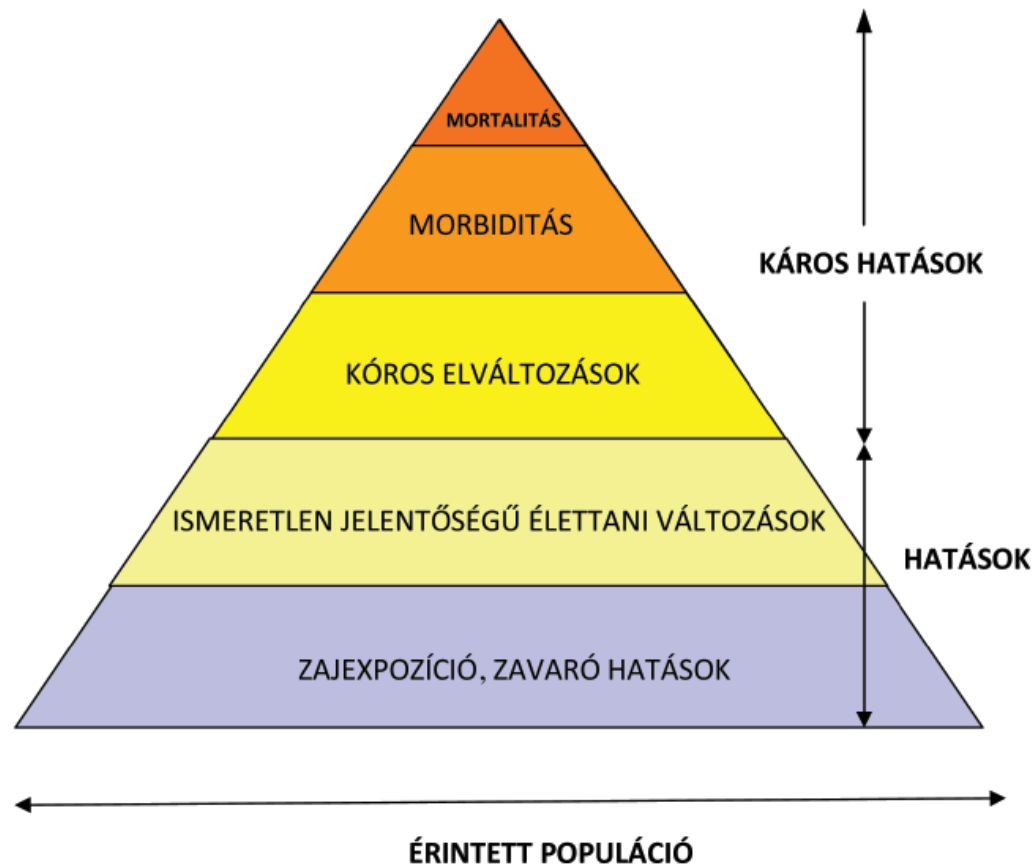 MORTALITÁS
MORBIDITÁS
KÁROS HATÁSOK
KÓROS ELVÁLTOZÁSOK
ISMERETLEN JELENTŐSÉGŰ ÉLETTANI VÁLTOZÁSOK
HATÁSOK
ZAJEXPOZÍCIÓ, ZAVARÓ HATÁSOK
ÉRINTETT POPULÁCIÓ